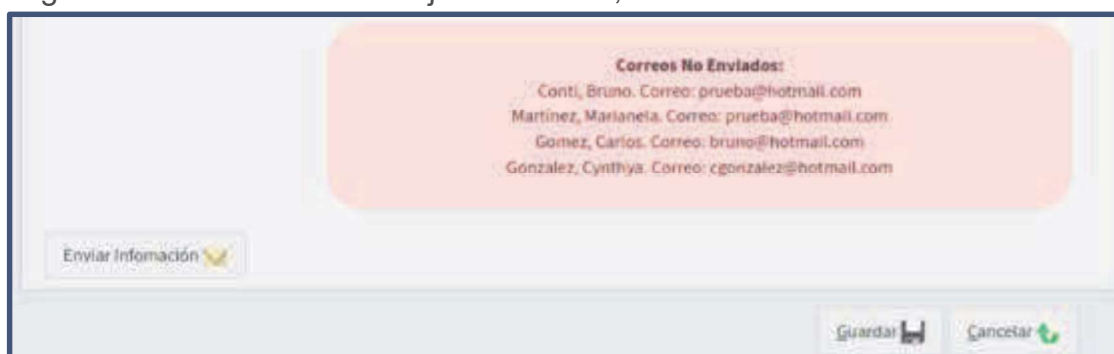 Correos No Enviados:
Conti, Bruno. Correo: prueba@hotmail.com
Martínez, Marianela. Correo: prueba@hotmail.com
Gomez, Carlos. Correo: bruno@hotmail.com
Gonzalez, Cynthya. Correo: cgonzalez@hotmail.com
Enviar Infomación
Guardar
Cancelar